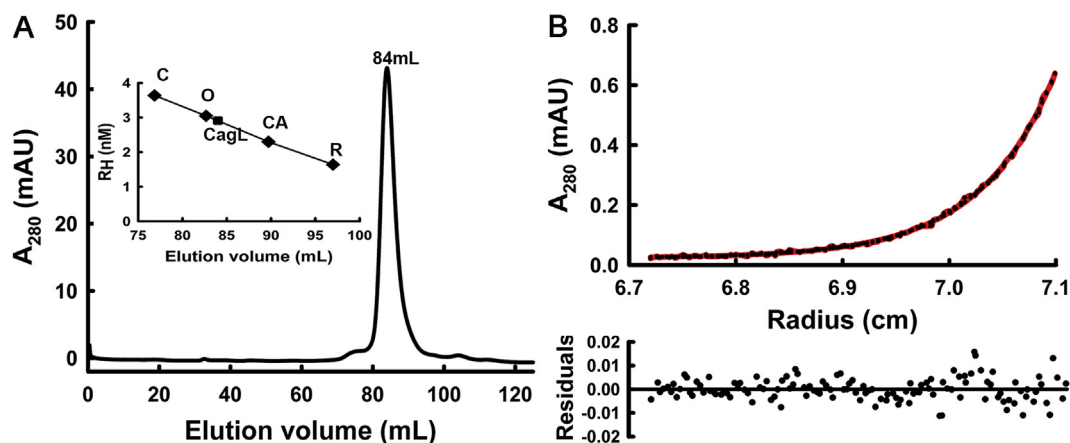 A
A280 (mAU)
50
40
30
20
10
0
0 20 40 60 80 100 120
Elution volume (mL)
84mL
RH (nM)
4
3
2
1
0
75 80 85 90 95 100
Elution volume (mL)
C
O
CagL
CA
R
B
A280 (mAU)
0.8
0.6
0.4
0.2
0.0
6.7 6.8 6.9 7.0 7.1
Radius (cm)
Residuals
0.02
0.01
0.00
-0.01
-0.02